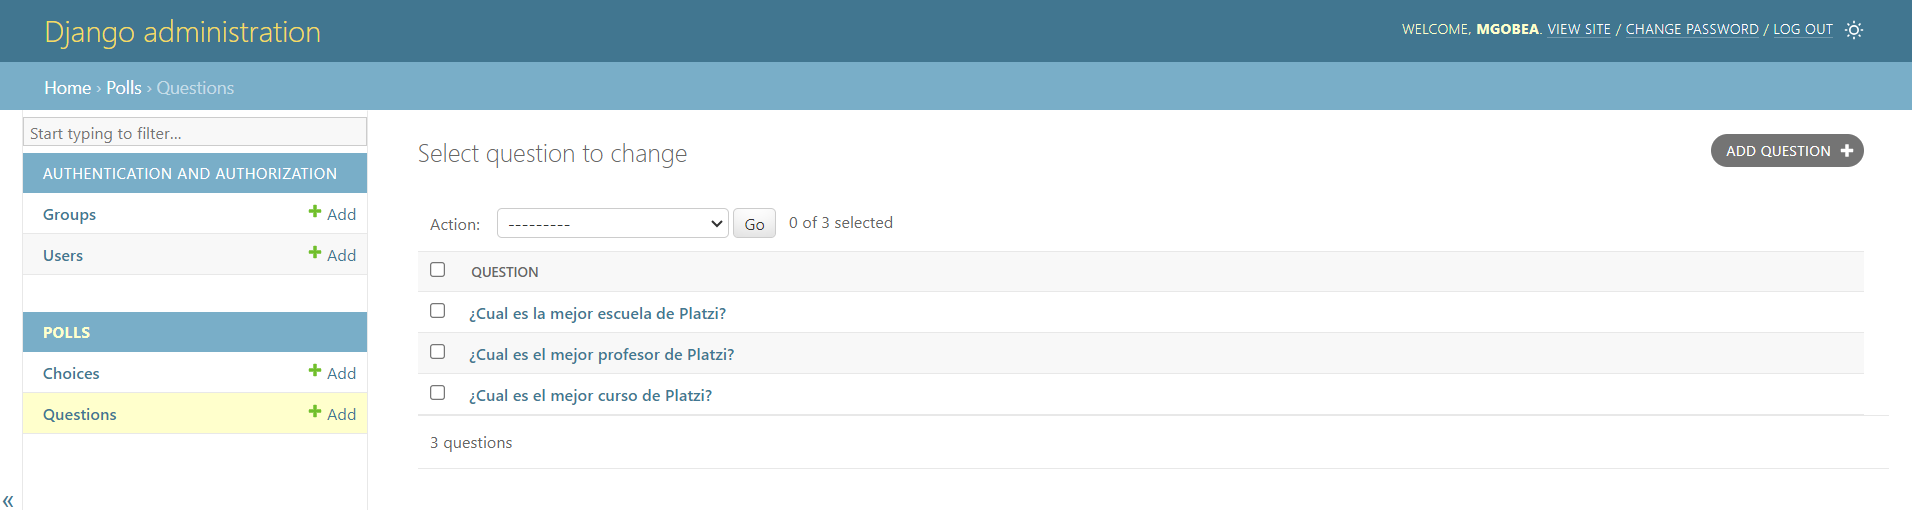 Django administration
WELCOME, MGOBEA. VIEW SITE / CHANGE PASSWORD / LOG OUT
Home › Polls › Questions
Start typing to filter...
AUTHENTICATION AND AUTHORIZATION
Groups + Add
Users + Add
POLLS
Choices + Add
Questions + Add
«
Select question to change
ADD QUESTION +
Action: --------- Go 0 of 3 selected
QUESTION
¿Cual es la mejor escuela de Platzi?
¿Cual es el mejor profesor de Platzi?
¿Cual es el mejor curso de Platzi?
3 questions